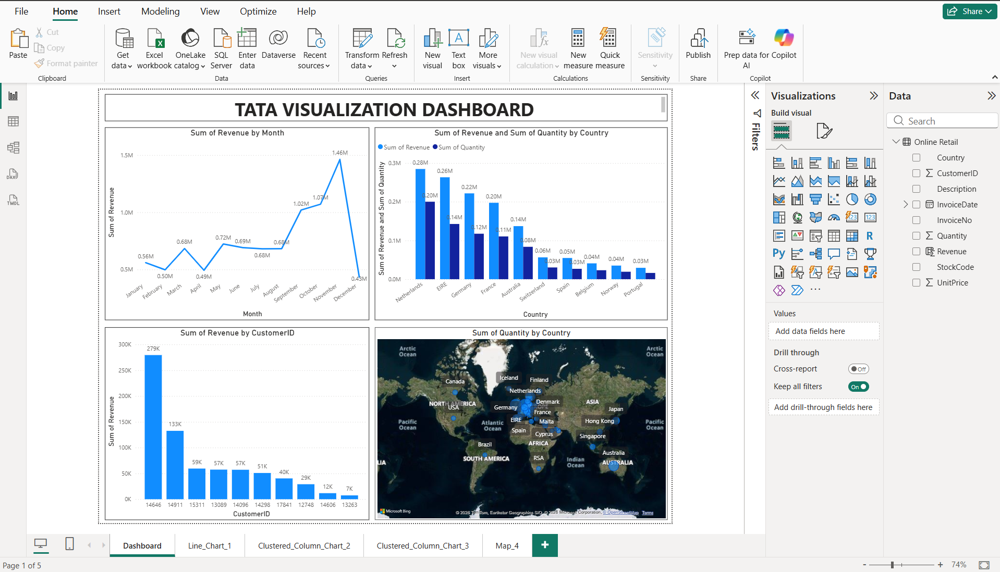 File Home Insert Modeling View Optimize Help
Share
Paste
Cut
Copy
Format painter
Clipboard
Get data
Excel workbook
OneLake catalog
SQL Server
Enter data
Dataverse
Recent sources
Data
Transform data
Refresh
Queries
New visual
Text box
More visuals
Insert
New visual calculation
New measure
Quick measure
Calculations
Sensitivity
Sensitivity
Publish
Share
Prep data for AI
Copilot
Copilot
DAX
TMDL
TATA VISUALIZATION DASHBOARD
Sum of Revenue by Month
Sum of Revenue
1.5M
1.0M
0.5M
0.56M
0.50M
0.68M
0.49M
0.72M
0.69M
0.68M
0.68M
1.02M
1.07M
1.46M
0.43M
January
February
March
April
May
June
July
August
September
October
November
December
Month
Sum of Revenue and Sum of Quantity by Country
Sum of Revenue Sum of Quantity
Sum of Revenue and Sum of Quantity
0.3M
0.2M
0.1M
0.0M
0.28M
0.20M
0.26M
0.14M
0.22M
0.12M
0.20M
0.11M
0.14M
0.08M
0.06M
0.03M
0.05M
0.03M
0.04M
0.04M
0.03M
Netherlands
EIRE
Germany
France
Australia
Switzerland
Spain
Belgium
Norway
Portugal
Country
Sum of Revenue by CustomerID
Sum of Revenue
300K
250K
200K
150K
100K
50K
0K
279K
133K
59K
57K
57K
51K
40K
29K
12K
7K
14646 14911 15311 13089 14096 14298 17841 12748 14606 13263
CustomerID
Sum of Quantity by Country
Arctic Ocean
Arctic Ocean
Iceland
Finland
Canada
Netherlands
NORTH AMERICA
USA
Germany
Denmark
ASIA
France
Japan
EIRE
Malta
Hong Kong
Pacific Ocean
Atlantic Ocean
Pacific Ocean
Spain
Cyprus
Singapore
AFRICA
Brazil
SOUTH AMERICA
RSA
Indian Ocean
Australia
AUSTRALIA
LIA
Microsoft Bing
© 2026 TomTom, Earthstar Geographics SIO, © 2026 Microsoft Corporation, © OpenStreetMap Terms
Filters
Visualizations
Build visual
123
123
R
Py
Values
Add data fields here
Drill through
Cross-report
Off
Keep all filters
On
Add drill-through fields here
Data
Search
Online Retail
Country
CustomerID
Description
InvoiceDate
InvoiceNo
Quantity
Revenue
StockCode
UnitPrice
Dashboard Line_Chart_1 Clustered_Column_Chart_2 Clustered_Column_Chart_3 Map_4
Page 1 of 5
- + 74%